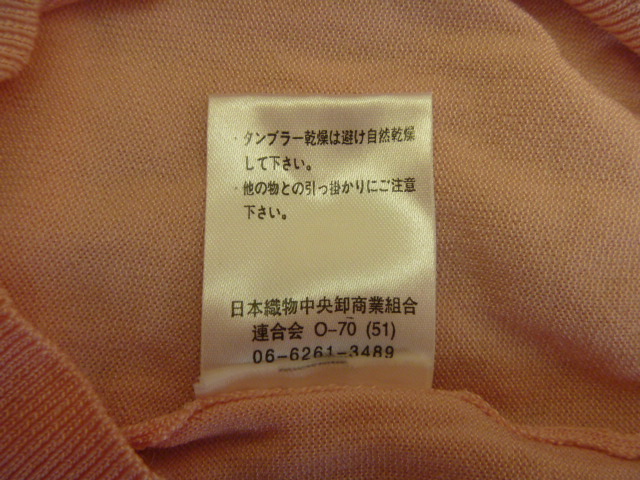 ・タンブラー乾燥は避け自然乾燥
して下さい。
・他の物との引っ掛かりにご注意
下さい。
日本織物中央卸商業組合
連合会 O-70 (51)
06-6261-3489